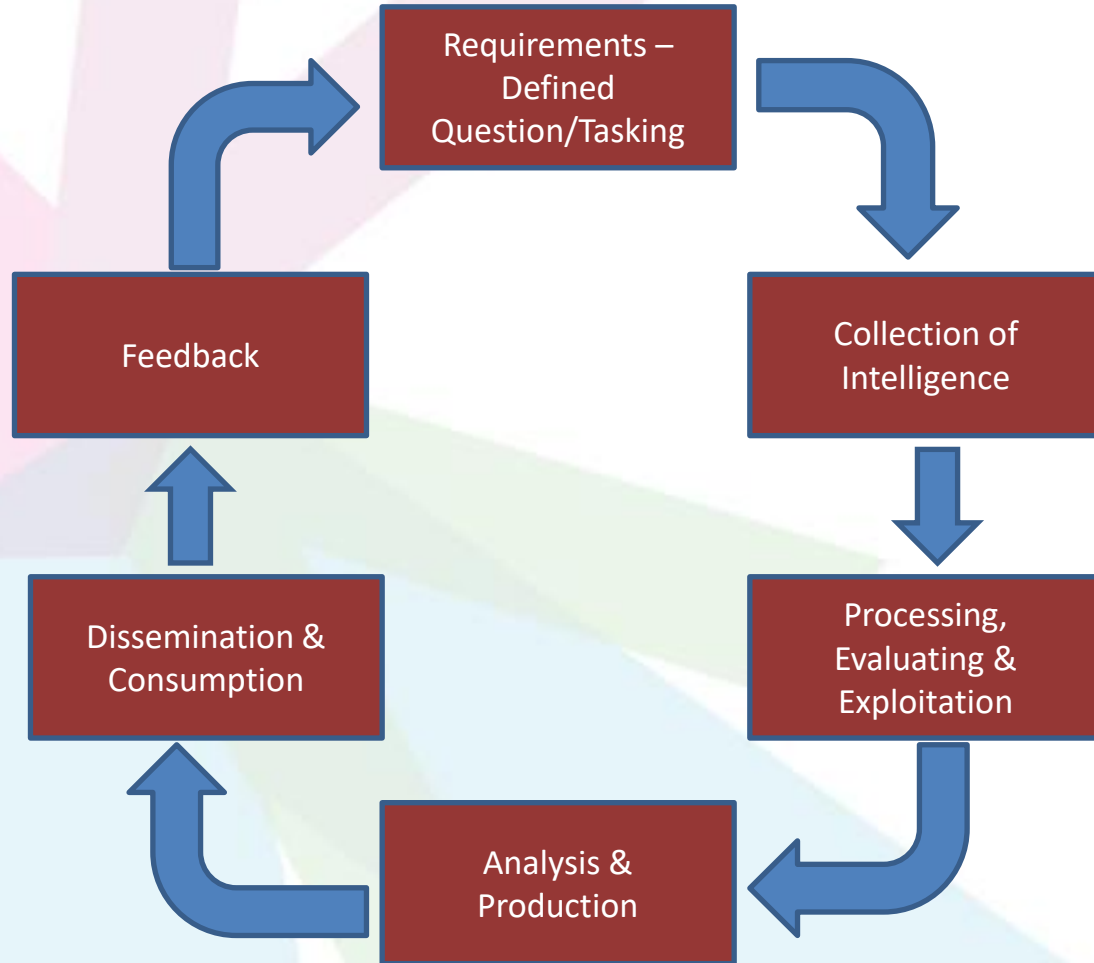 Requirements –
Defined
Question/Tasking
Collection of
Intelligence
Processing,
Evaluating &
Exploitation
Analysis &
Production
Dissemination &
Consumption
Feedback